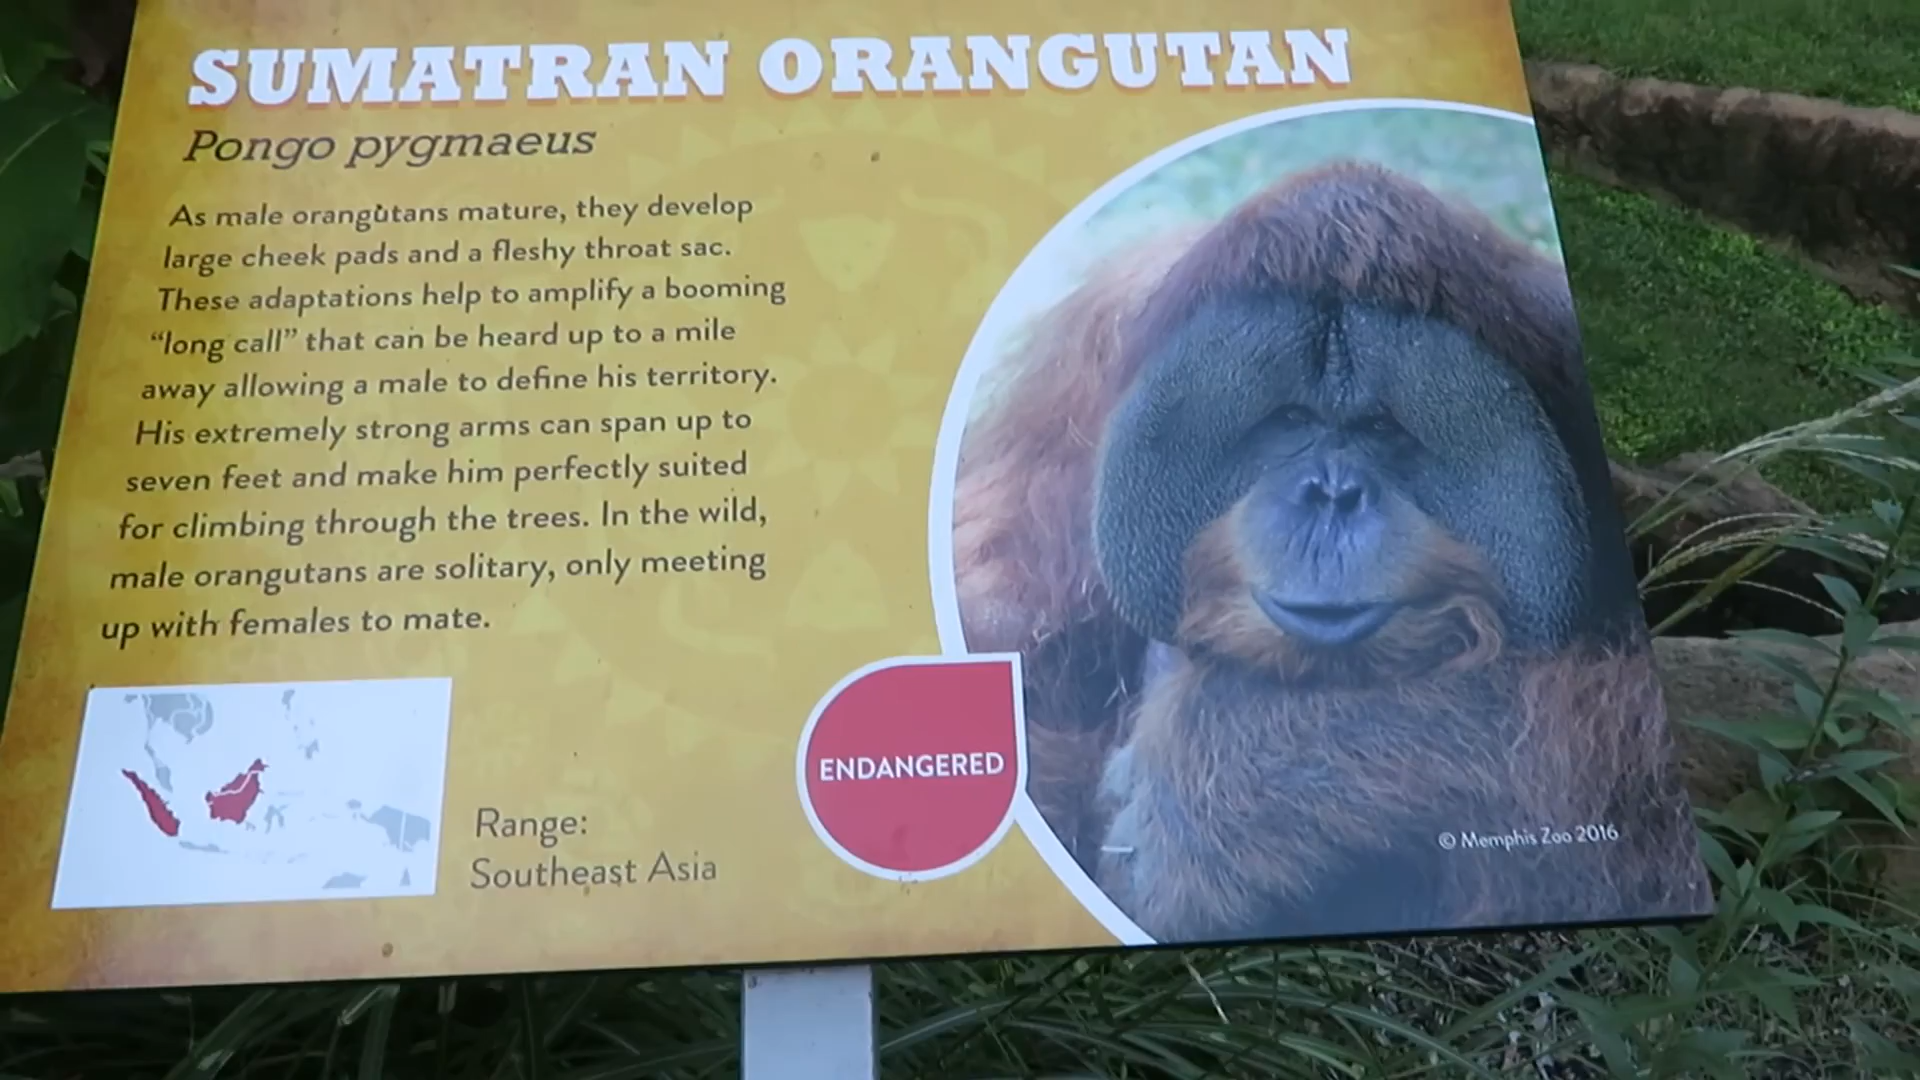 SUMATRAN ORANGUTAN
Pongo pygmaeus
As male orangutans mature, they develop
large cheek pads and a fleshy throat sac.
These adaptations help to amplify a booming
“long call” that can be heard up to a mile
away allowing a male to define his territory.
His extremely strong arms can span up to
seven feet and make him perfectly suited
for climbing through the trees. In the wild,
male orangutans are solitary, only meeting
up with females to mate.
ENDANGERED
Range:
Southeast Asia
© Memphis Zoo 2016